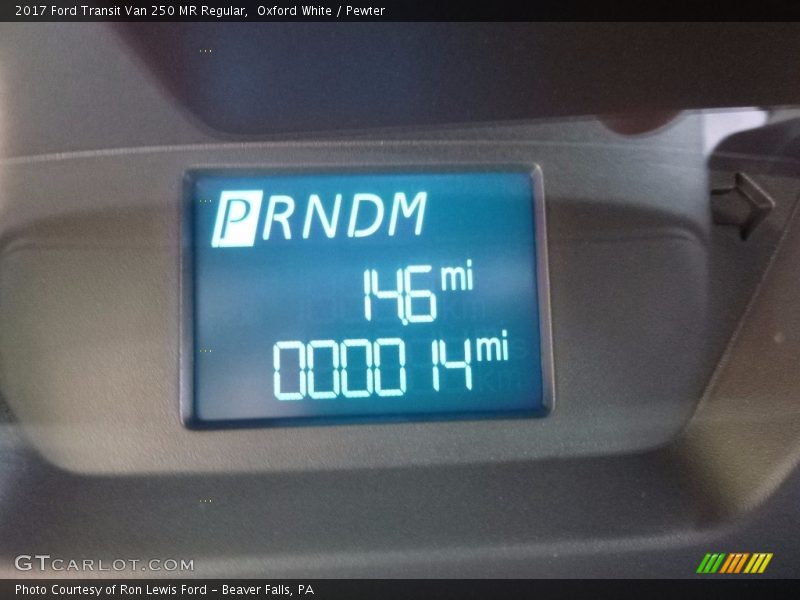 2017 Ford Transit Van 250 MR Regular,  Oxford White / Pewter
PRNDM
14.6 mi
000014 mi
GTCARLOT.COM
Photo Courtesy of Ron Lewis Ford - Beaver Falls, PA